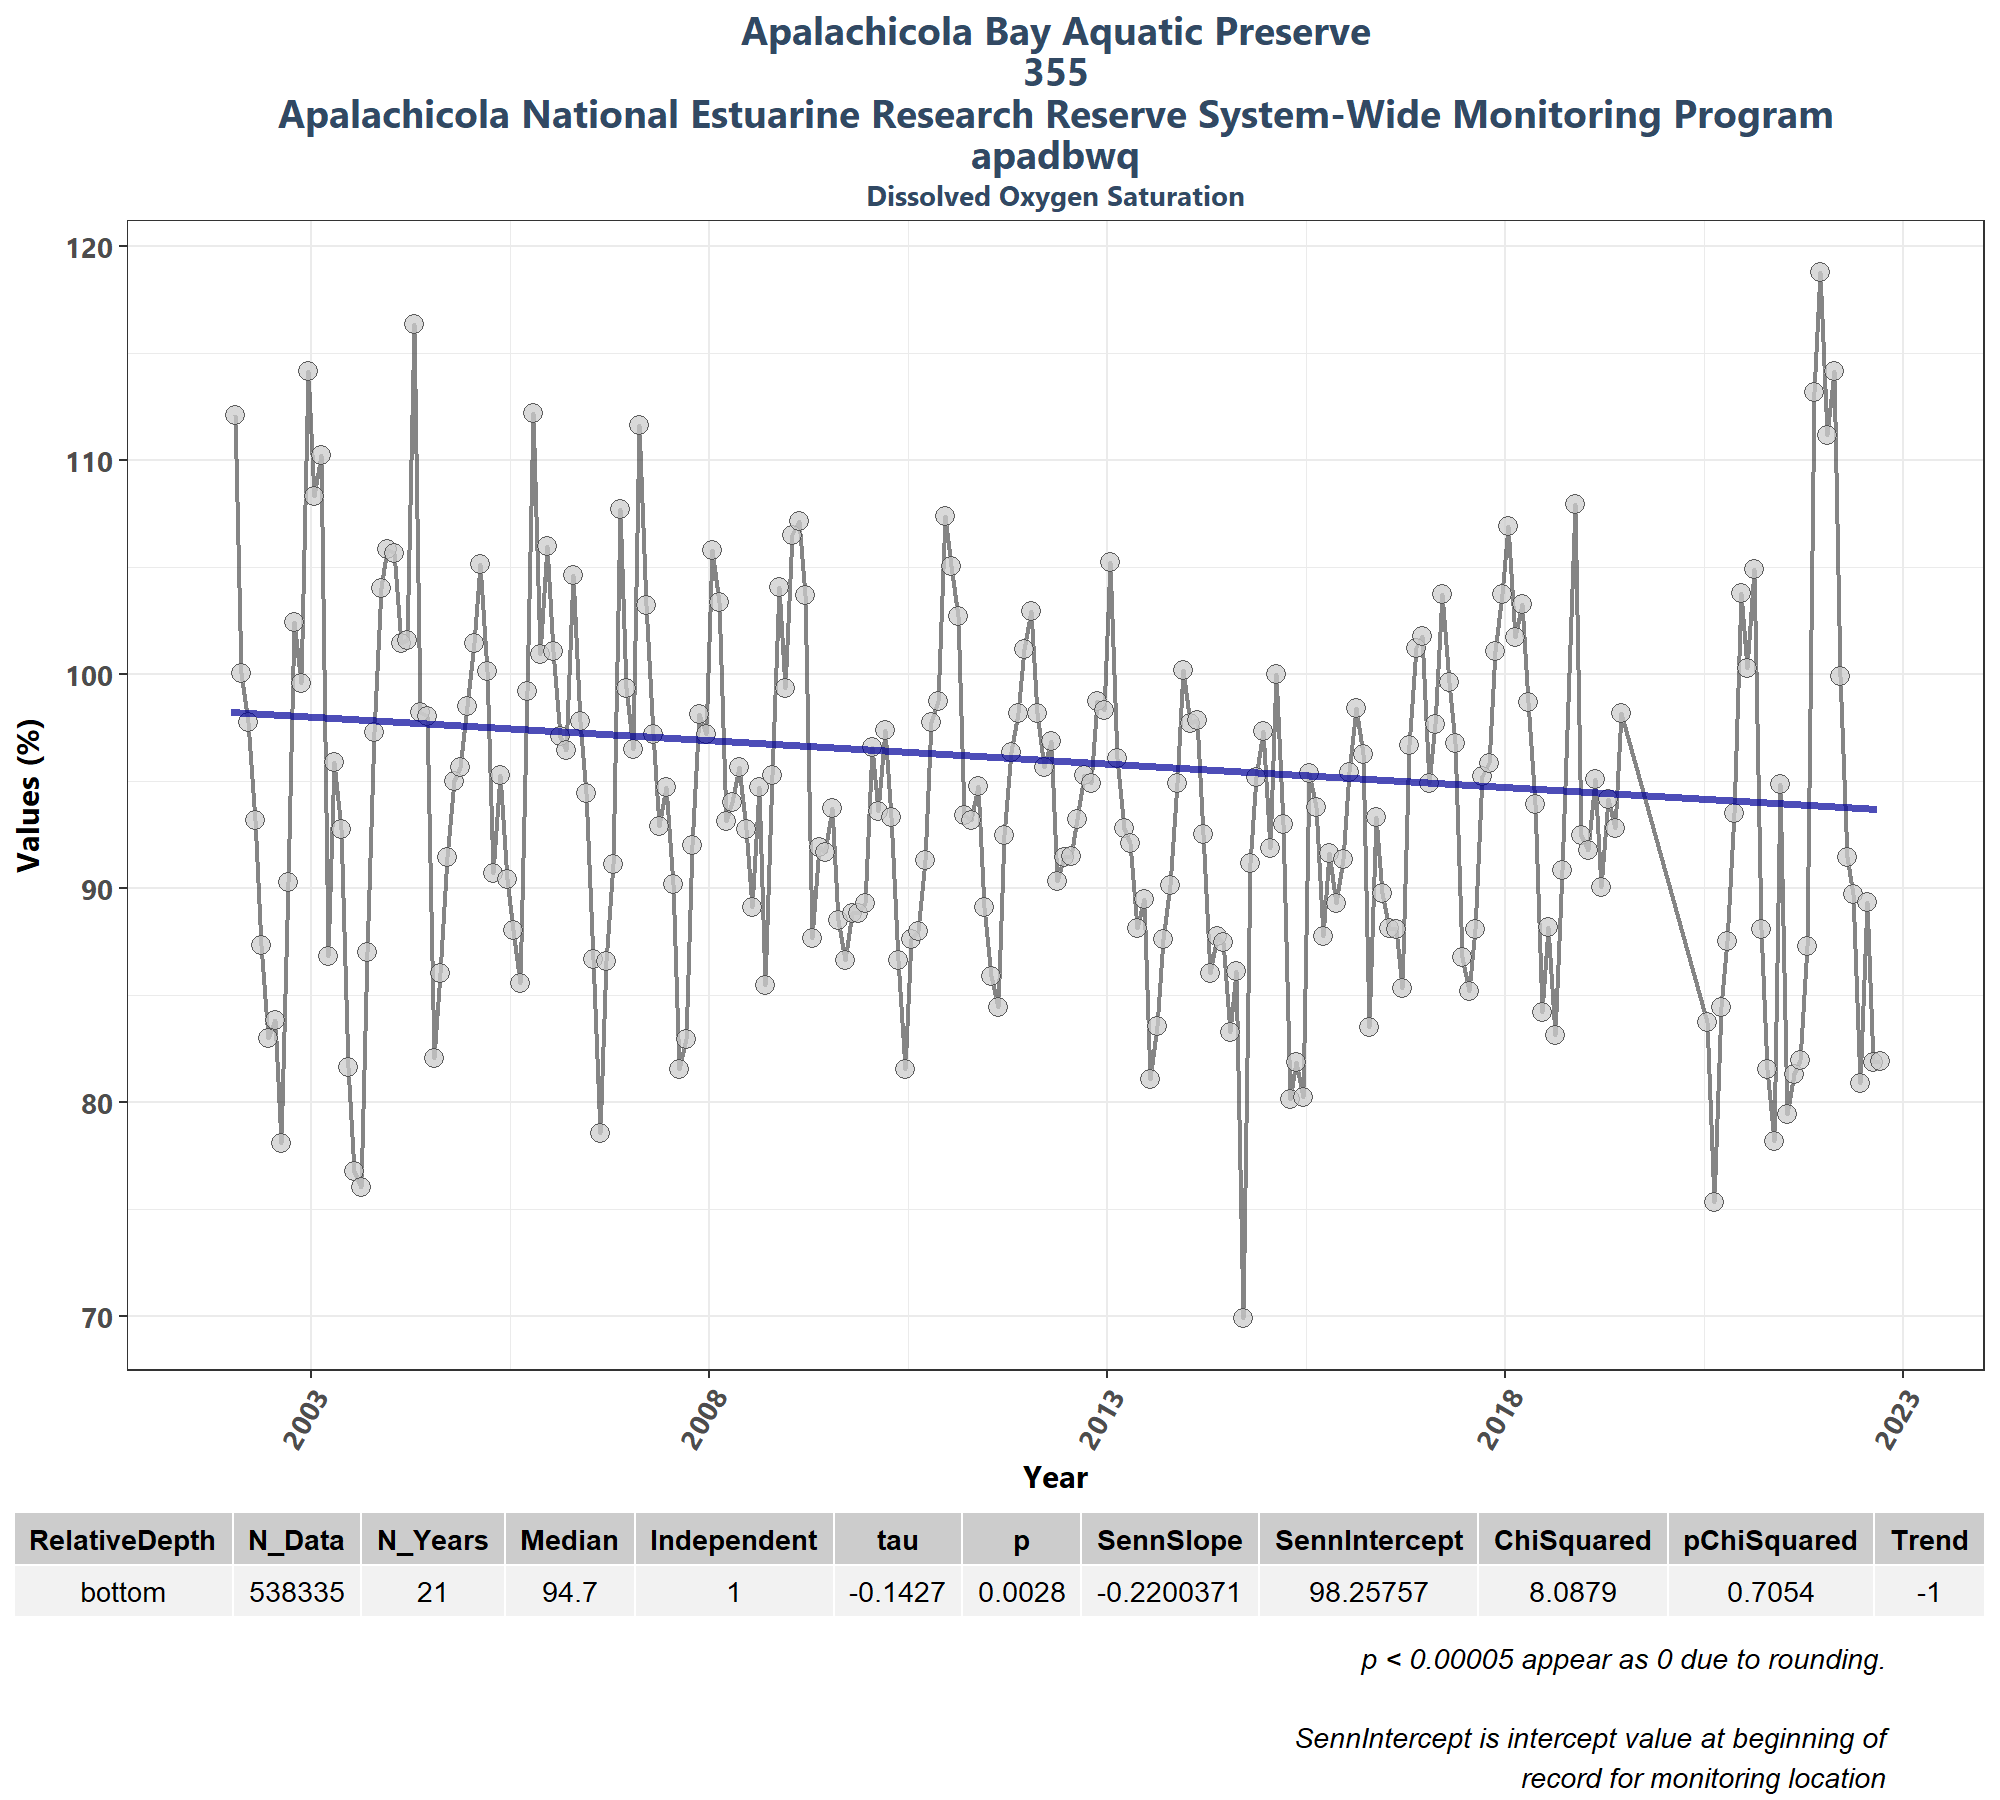 Apalachicola Bay Aquatic Preserve
355
Apalachicola National Estuarine Research Reserve System-Wide Monitoring Program
apadbwq
Dissolved Oxygen Saturation
120
110
100
90
80
70
Values (%)
2003 2008 2013 2018 2023
Year
RelativeDepth N_Data N_Years Median Independent tau p SennSlope SennIntercept ChiSquared pChiSquared Trend
bottom 538335 21 94.7 1 -0.1427 0.0028 -0.2200371 98.25757 8.0879 0.7054 -1
p < 0.00005 appear as 0 due to rounding.
SennIntercept is intercept value at beginning of
record for monitoring location